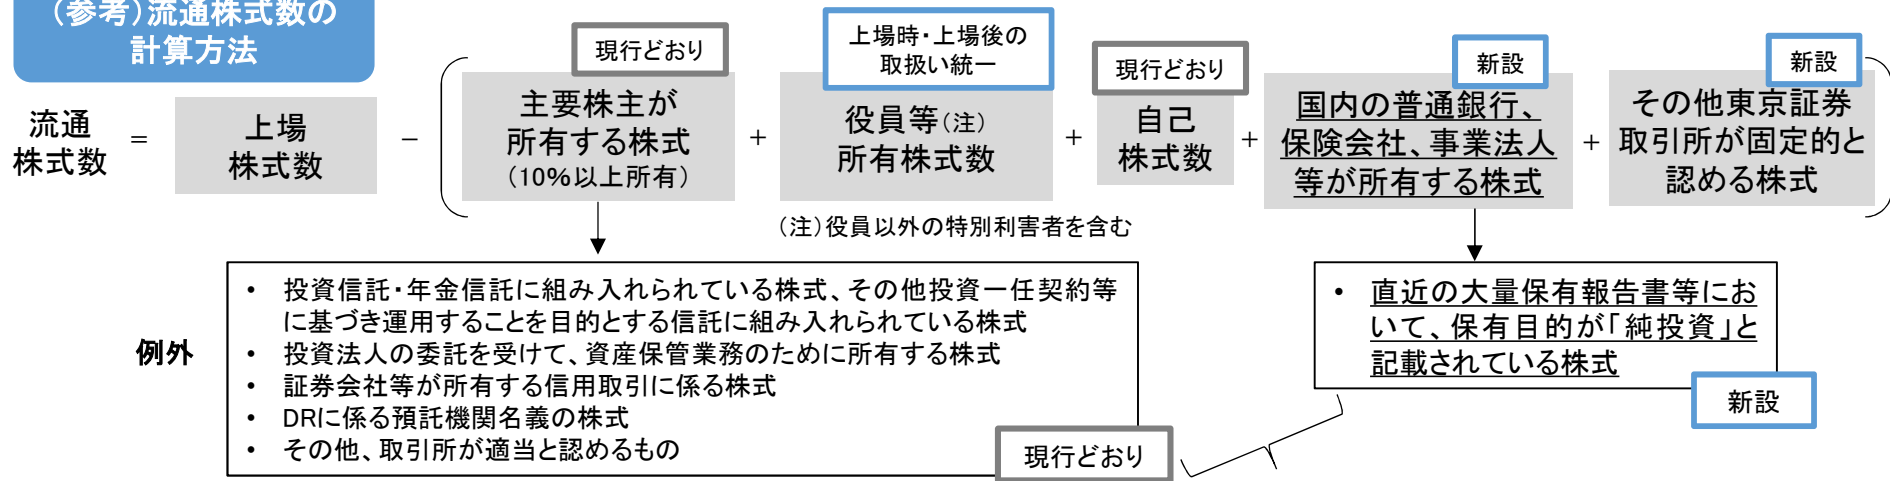 (参考)流通株式数の
計算方法
現行どおり
上場時・上場後の
取扱い統一
現行どおり
新設
新設
流通
株式数
=
上場
株式数
−
主要株主が
所有する株式
(10%以上所有)
+
役員等(注)
所有株式数
+
自己
株式数
+
国内の普通銀行、
保険会社、事業法人
等が所有する株式
+
その他東京証券
取引所が固定的と
認める株式
(注)役員以外の特別利害者を含む
例外
• 投資信託・年金信託に組み入れられている株式、その他投資一任契約等
に基づき運用することを目的とする信託に組み入れられている株式
• 投資法人の委託を受けて、資産保管業務のために所有する株式
• 証券会社等が所有する信用取引に係る株式
• DRに係る預託機関名義の株式
• その他、取引所が適当と認めるもの
現行どおり
• 直近の大量保有報告書等にお
いて、保有目的が「純投資」と
記載されている株式
新設